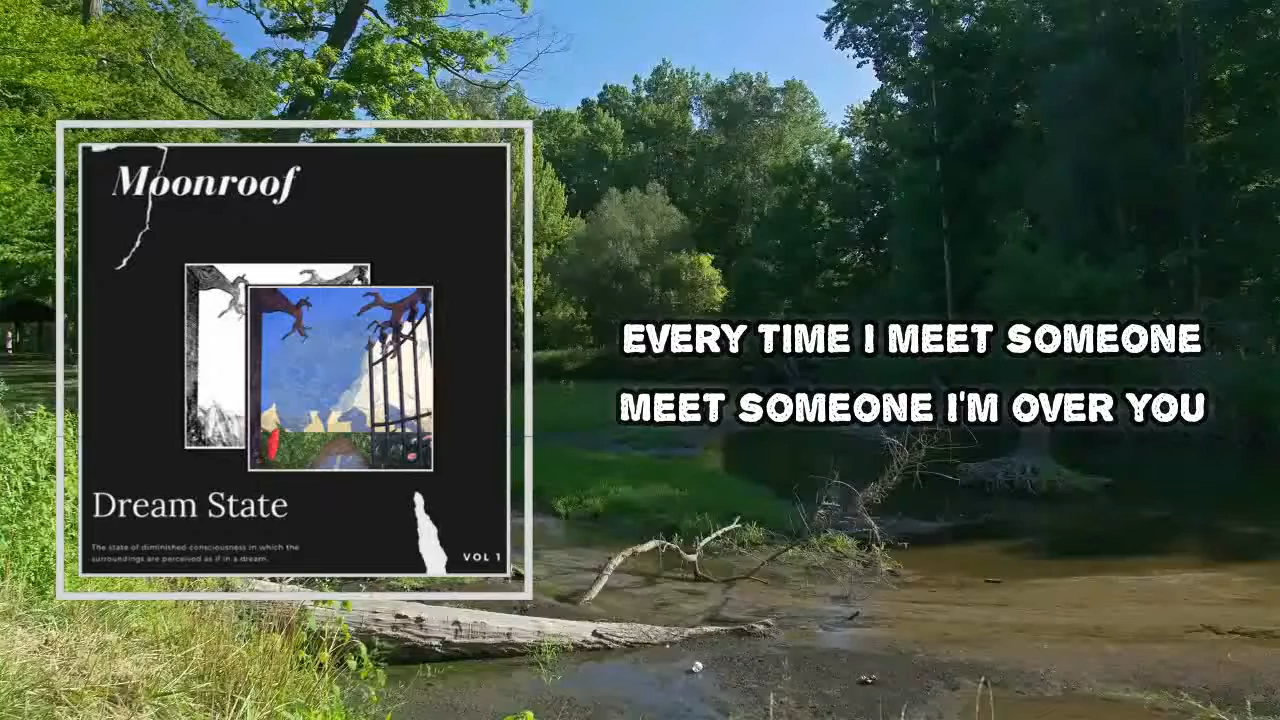 Moonroof
Dream State
The state of diminished consciousness in which the
surroundings are perceived as if in a dream.
VOL 1
EVERY TIME I MEET SOMEONE
MEET SOMEONE I'M OVER YOU